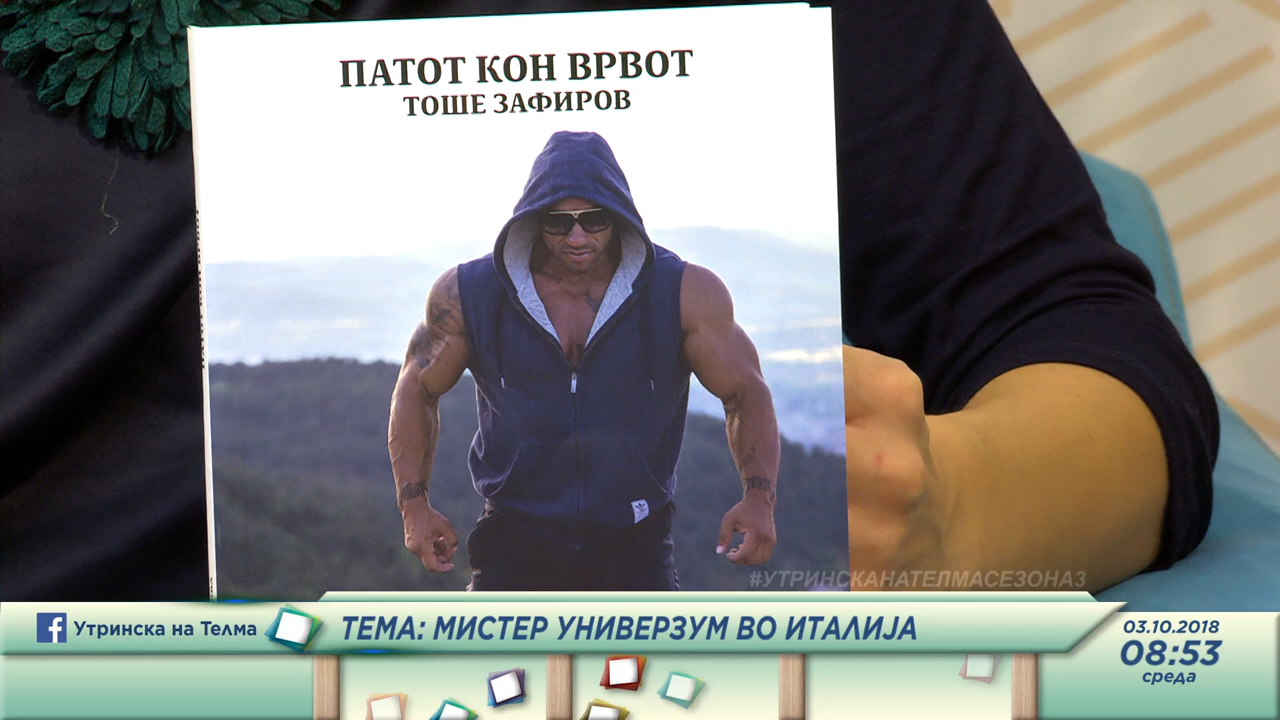 ПАТОТ КОН ВРВОТ
ТОШЕ ЗАФИРОВ
#УТРИНСКАНАТЕЛМАСЕЗОНА3
Утринска на Телма
ТЕМА: МИСТЕР УНИВЕРЗУМ ВО ИТАЛИЈА
03.10.2018
08:53
среда